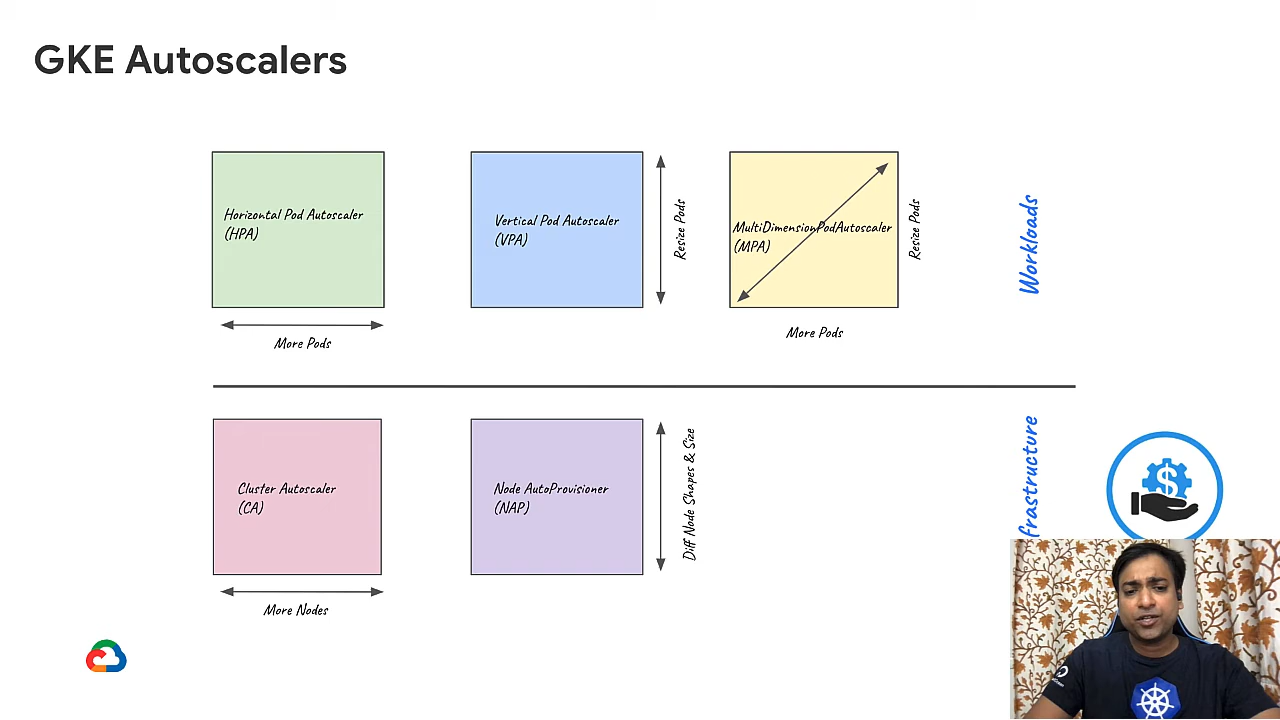 GKE Autoscalers
Horizontal Pod Autoscaler
(HPA)
More Pods
Vertical Pod Autoscaler
(VPA)
Resize Pods
MultiDimensionPodAutoscaler
(MPA)
Resize Pods
More Pods
Workloads
Cluster Autoscaler
(CA)
More Nodes
Node AutoProvisioner
(NAP)
Diff Node Shapes & Size
frastructure
$